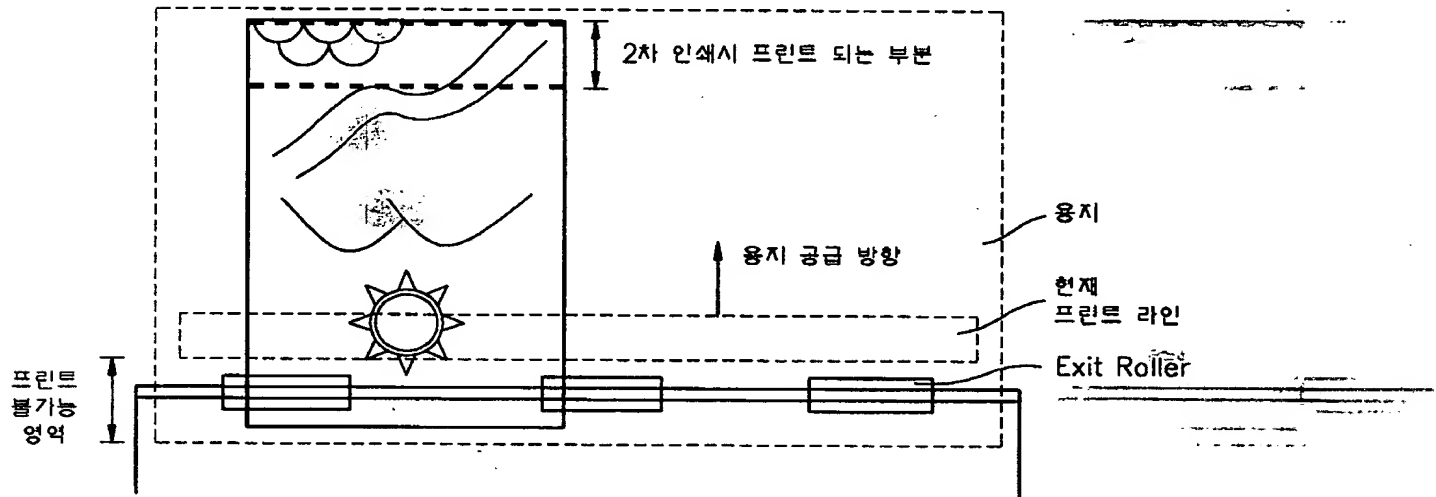 2차 인쇄시 프린트 되는 부분
용지
용지 공급 방향
현재
프린트 라인
Exit Roller
프린트
불가능
영역